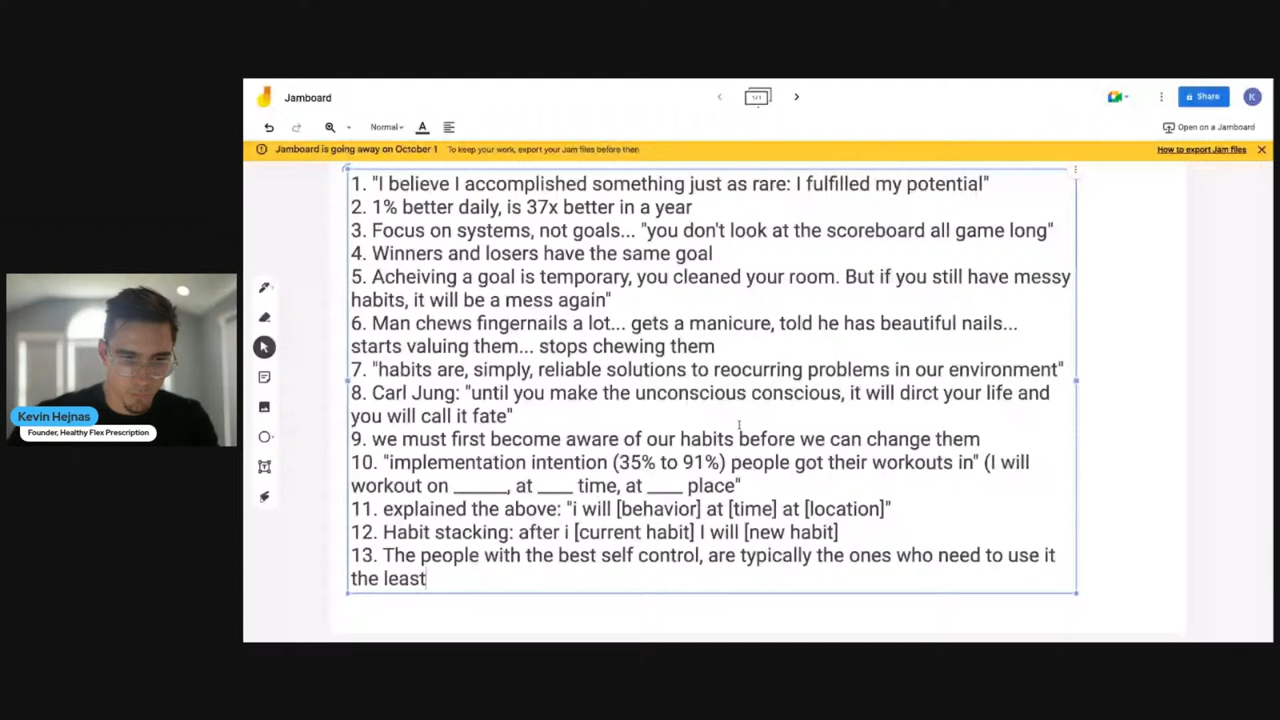 Jamboard
1/1
Share
K
Normal
A
Open on a Jamboard
Jamboard is going away on October 1 To keep your work, export your Jam files before then
How to export Jam files
1. "I believe I accomplished something just as rare: I fulfilled my potential"
2. 1% better daily, is 37x better in a year
3. Focus on systems, not goals... "you don't look at the scoreboard all game long"
4. Winners and losers have the same goal
5. Acheiving a goal is temporary, you cleaned your room. But if you still have messy
habits, it will be a mess again"
6. Man chews fingernails a lot... gets a manicure, told he has beautiful nails...
starts valuing them... stops chewing them
7. "habits are, simply, reliable solutions to reocurring problems in our environment"
8. Carl Jung: "until you make the unconscious conscious, it will dirct your life and
you will call it fate"
9. we must first become aware of our habits before we can change them
10. "implementation intention (35% to 91%) people got their workouts in" (I will
workout on ______, at ____ time, at ____ place"
11. explained the above: "i will [behavior] at [time] at [location]"
12. Habit stacking: after i [current habit] I will [new habit]
13. The people with the best self control, are typically the ones who need to use it
the least
Kevin Hejnas
Founder, Healthy Flex Prescription